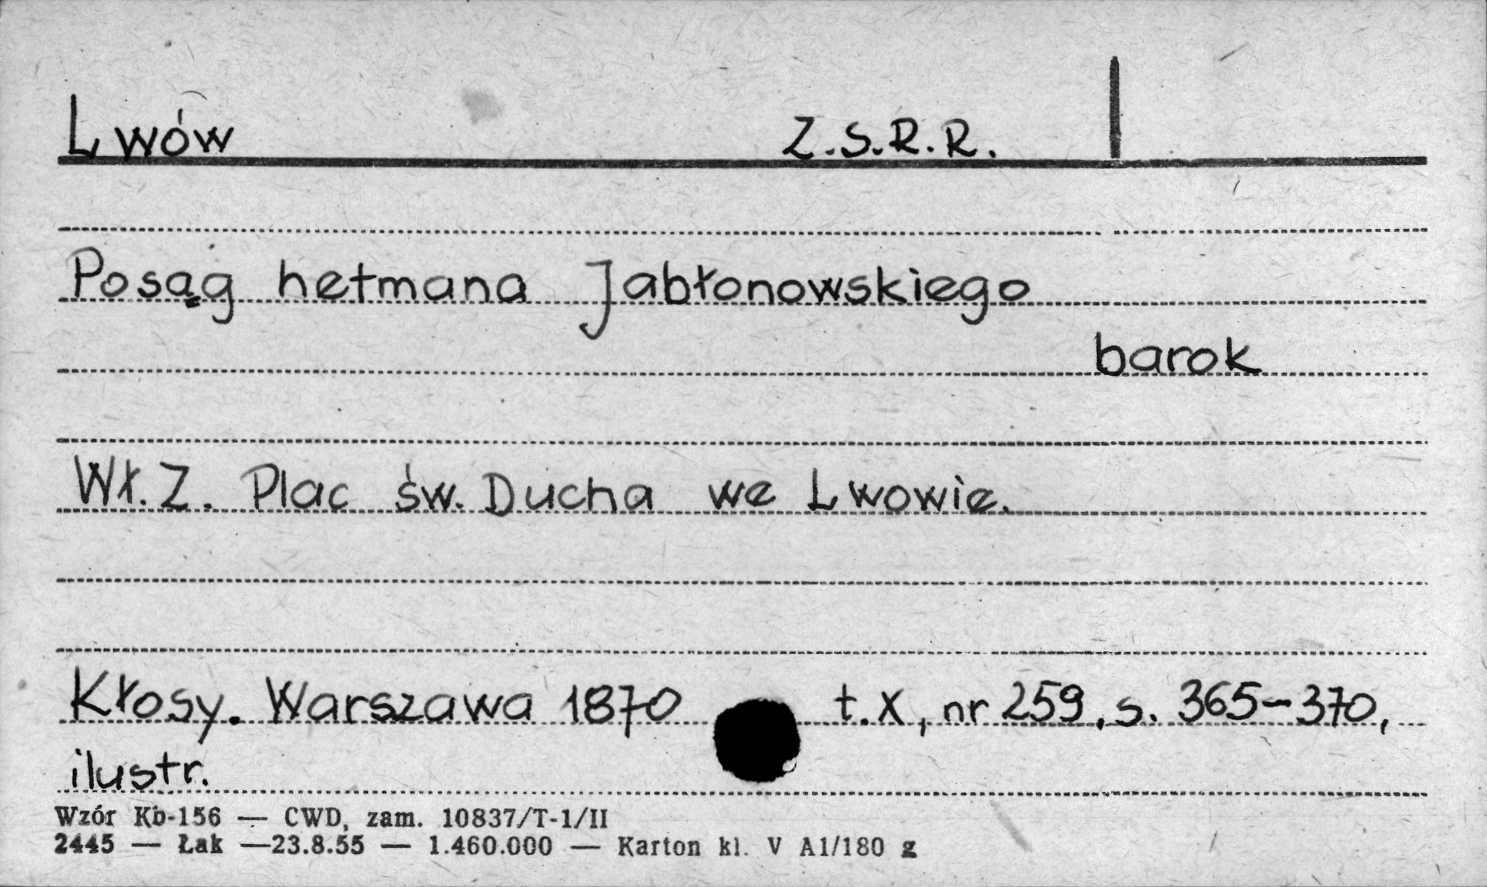 Lwów Z.S.R.R.
Posąg hetmana Jabłonowskiego
barok
Wł. Z. Plac św. Ducha we Lwowie.
Kłosy. Warszawa 1870 t. X, nr 259, s. 365-370,
ilustr.
Wzór Kb-156 — CWD, zam. 10837/T-1/II
2445 — Łak —23.8.55 — 1.460.000 — Karton kl. V A1/180 g